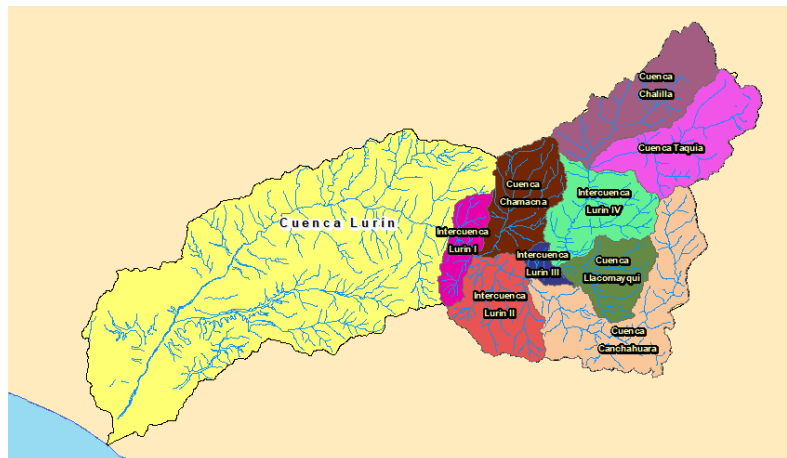 Cuenca
Chalilla
Cuenca Taquia
Cuenca
Chamacna
Intercuenca
Lurin IV
Cuenca Lurín
Intercuenca
Lurin I
Intercuenca
Lurin III
Cuenca
Llacomayqui
Intercuenca
Lurin II
Cuenca
Canchahuara